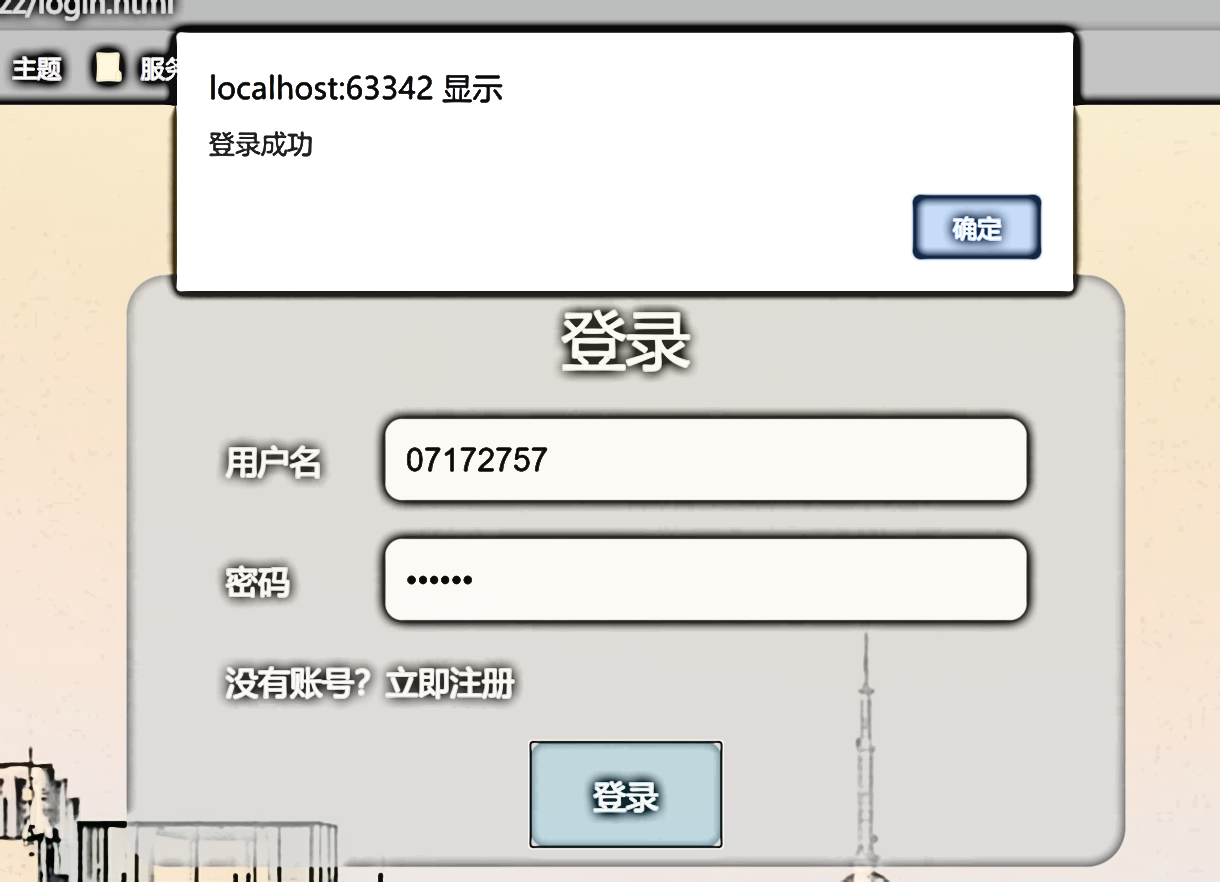 22/login.html
主题 服务
localhost:63342 显示
登录成功
确定
登录
用户名 07172757
密码 ••••••
没有账号? 立即注册
登录